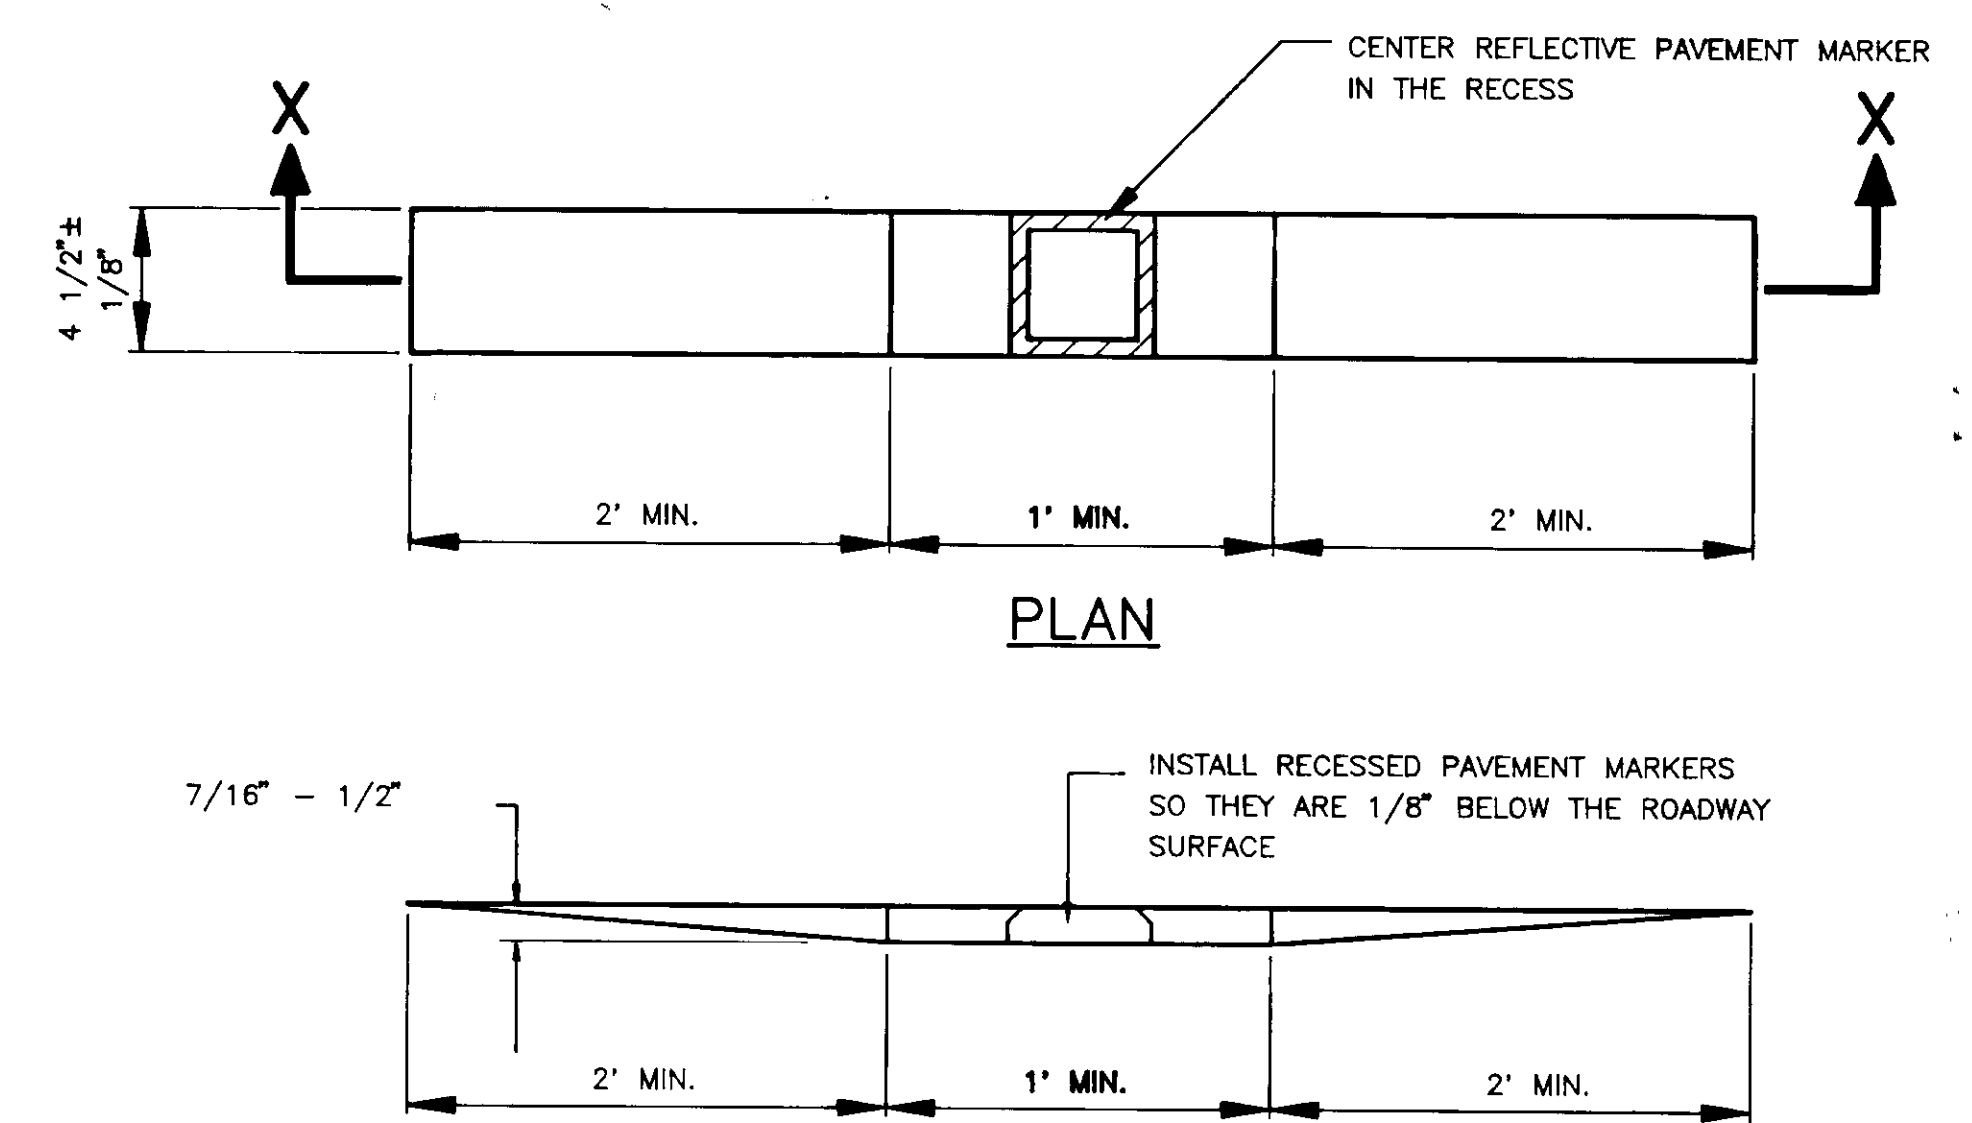 CENTER REFLECTIVE PAVEMENT MARKER
IN THE RECESS
X
X
4 1/2"±
1/8"
2' MIN.
1' MIN.
2' MIN.
PLAN
7/16" - 1/2"
INSTALL RECESSED PAVEMENT MARKERS
SO THEY ARE 1/8" BELOW THE ROADWAY
SURFACE
2' MIN.
1' MIN.
2' MIN.